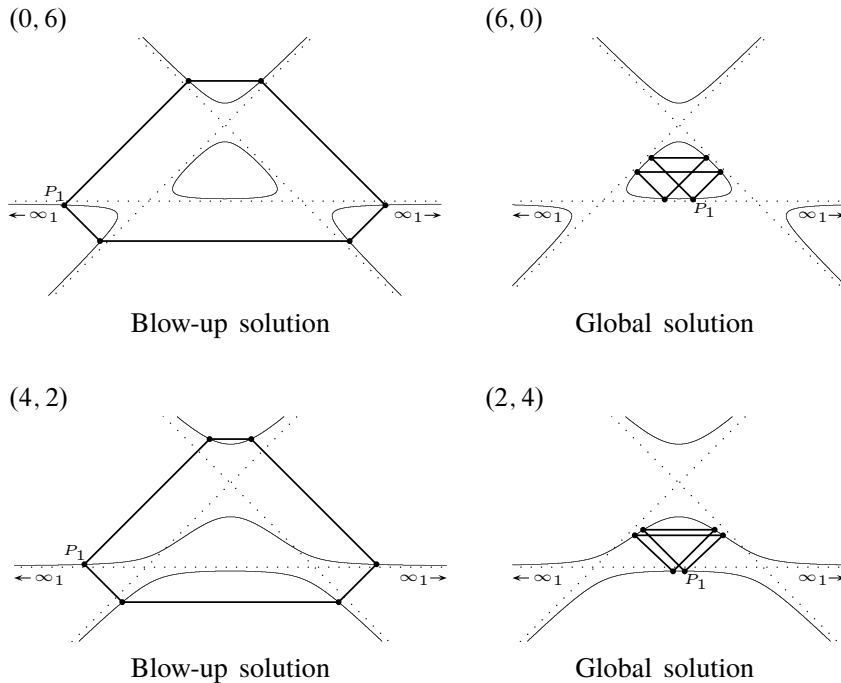 (0, 6) (6, 0)
P₁
←∞₁ ∞₁→ ←∞₁ P₁ ∞₁→
Blow-up solution Global solution
(4, 2) (2, 4)
P₁
←∞₁ ∞₁→ ←∞₁ P₁ ∞₁→
Blow-up solution Global solution